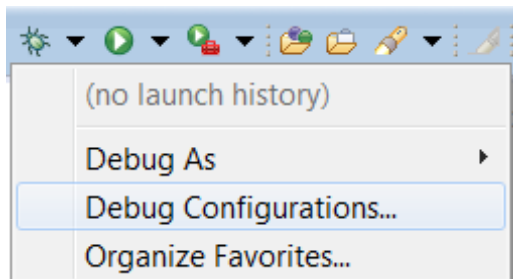 (no launch history)
Debug As
Debug Configurations...
Organize Favorites...